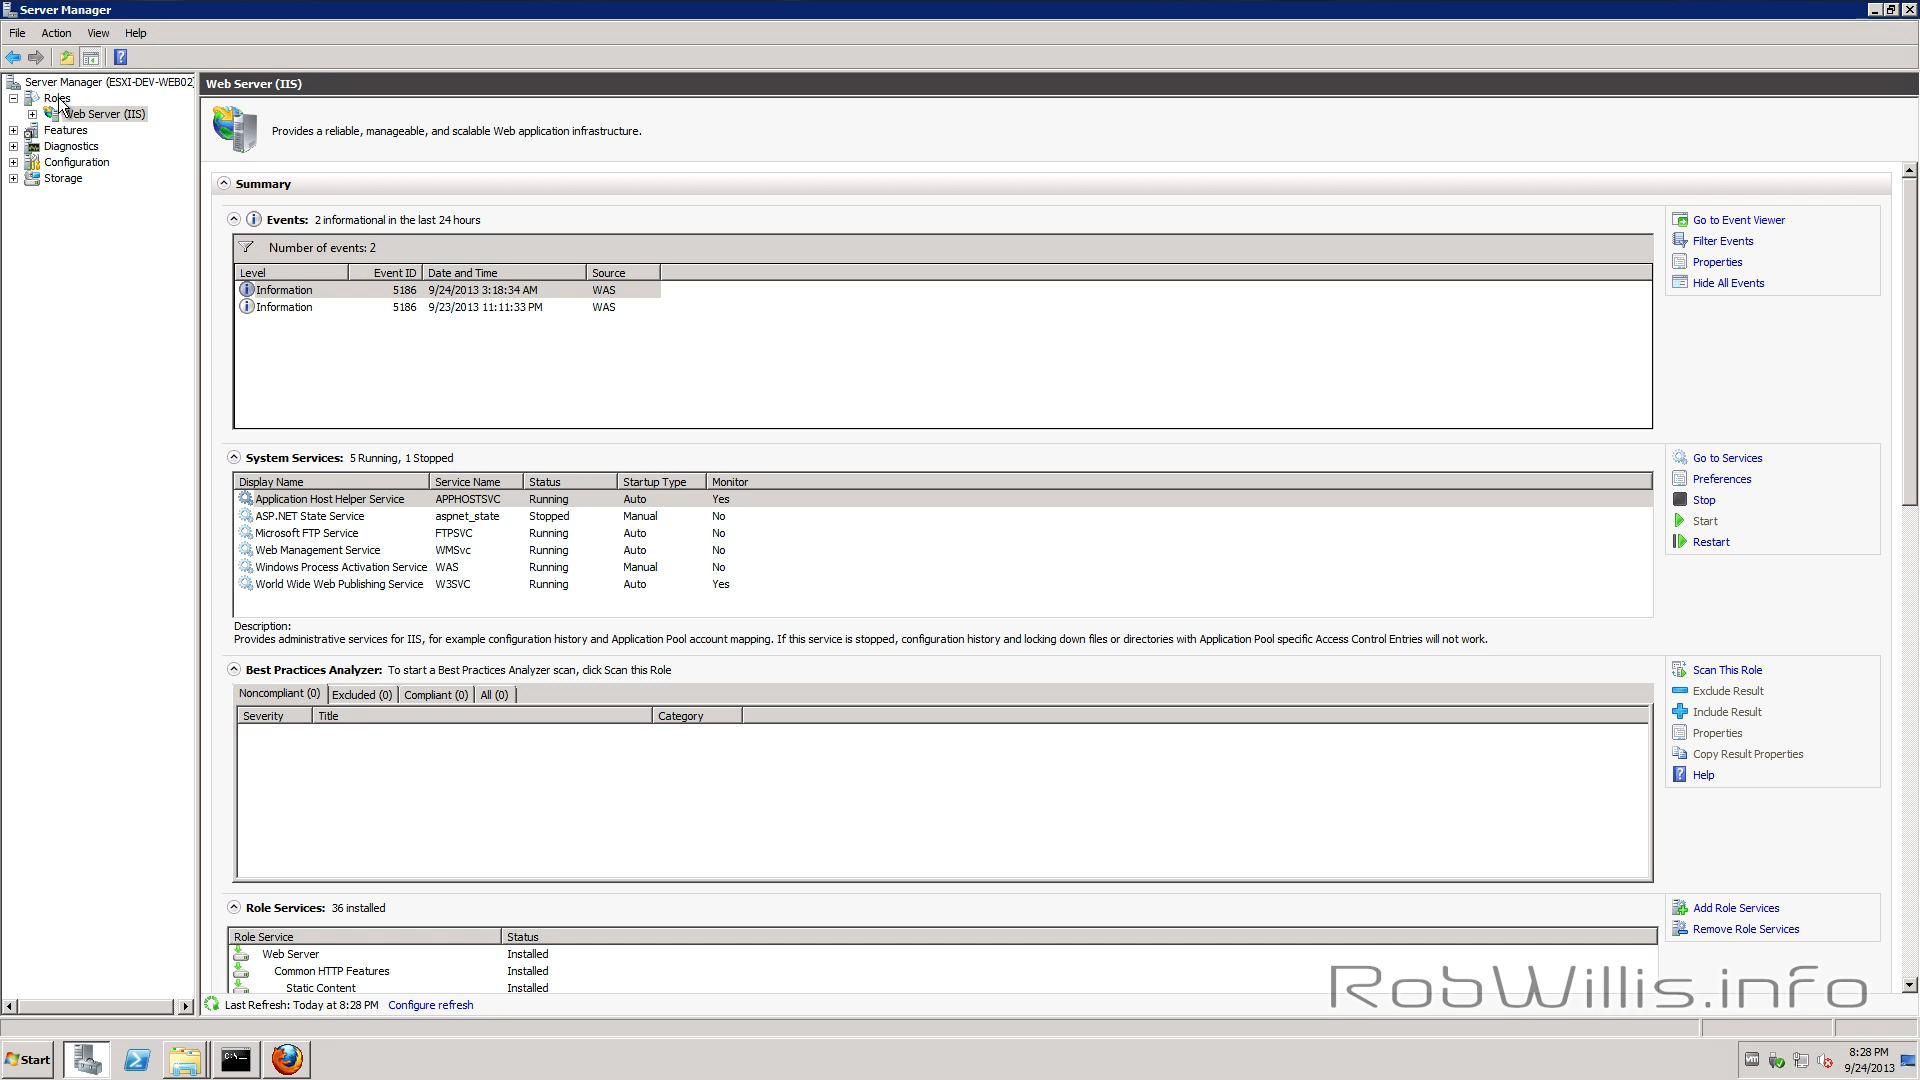 Server Manager
File Action View Help
Server Manager (ESXI-DEV-WEB02
Roles
Web Server (IIS)
Features
Diagnostics
Configuration
Storage
Web Server (IIS)
Provides a reliable, manageable, and scalable Web application infrastructure.
Summary
Events: 2 informational in the last 24 hours
Number of events: 2
Level Event ID Date and Time Source
Information 5186 9/24/2013 3:18:34 AM WAS
Information 5186 9/23/2013 11:11:33 PM WAS
Go to Event Viewer
Filter Events
Properties
Hide All Events
System Services: 5 Running, 1 Stopped
Display Name Service Name Status Startup Type Monitor
Application Host Helper Service APPHOSTSVC Running Auto Yes
ASP.NET State Service aspnet_state Stopped Manual No
Microsoft FTP Service FTPSVC Running Auto No
Web Management Service WMSvc Running Auto No
Windows Process Activation Service WAS Running Manual No
World Wide Web Publishing Service W3SVC Running Auto Yes
Description:
Provides administrative services for IIS, for example configuration history and Application Pool account mapping. If this service is stopped, configuration history and locking down files or directories with Application Pool specific Access Control Entries will not work.
Go to Services
Preferences
Stop
Start
Restart
Best Practices Analyzer: To start a Best Practices Analyzer scan, click Scan this Role
Noncompliant (0) Excluded (0) Compliant (0) All (0)
Severity Title Category
Scan This Role
Exclude Result
Include Result
Properties
Copy Result Properties
Help
Role Services: 36 installed
Role Service Status
Web Server Installed
Common HTTP Features Installed
Static Content Installed
Add Role Services
Remove Role Services
Last Refresh: Today at 8:28 PM Configure refresh
RobWillis.info
Start
8:28 PM
9/24/2013